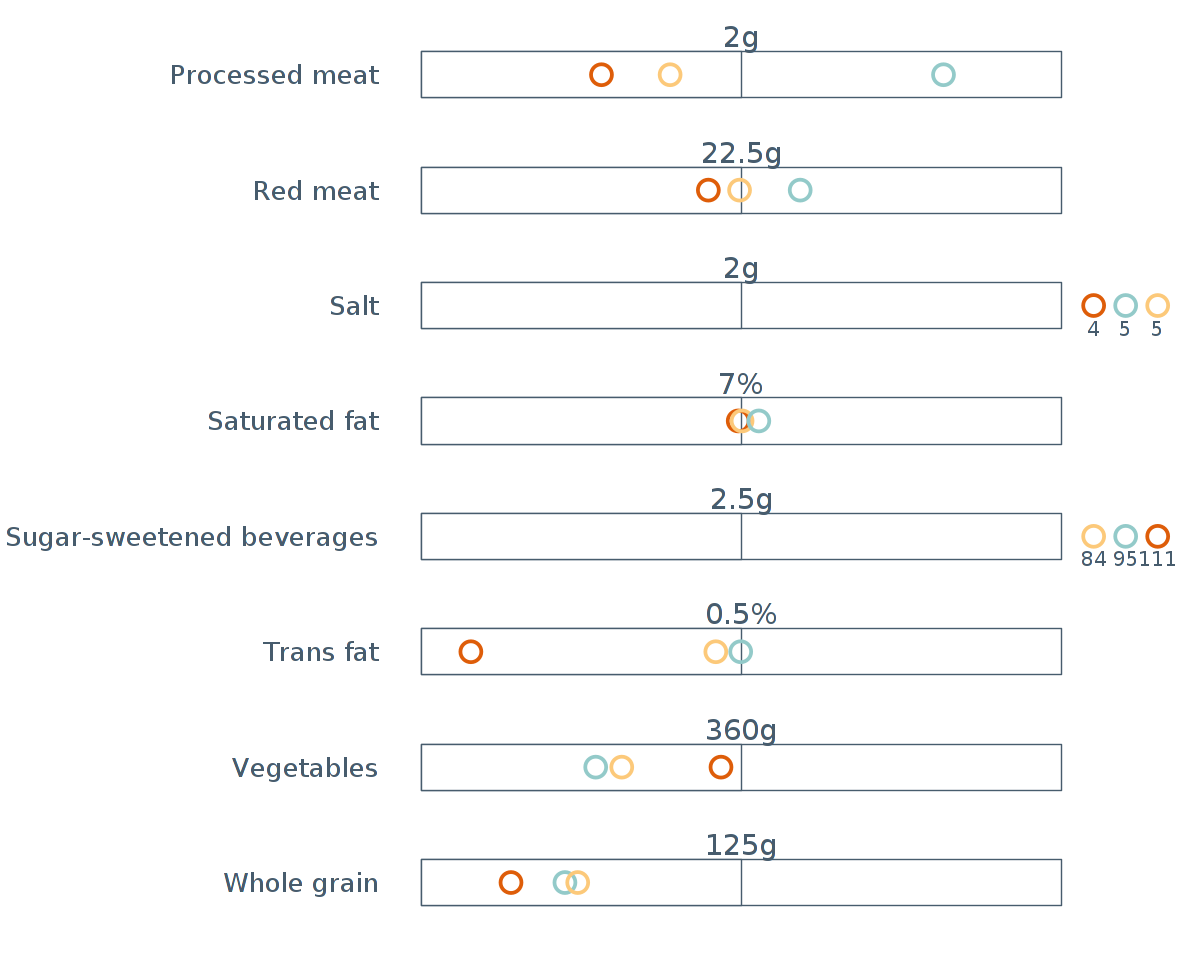 2g
Processed meat
22.5g
Red meat
2g
Salt
4 5 5
7%
Saturated fat
2.5g
Sugar-sweetened beverages
84 95 111
0.5%
Trans fat
360g
Vegetables
125g
Whole grain